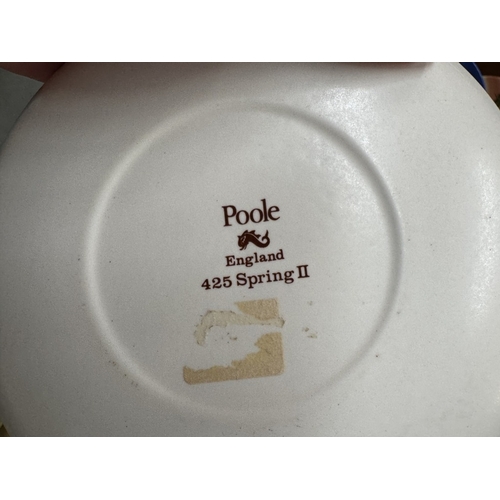 Poole
England
425 Spring II